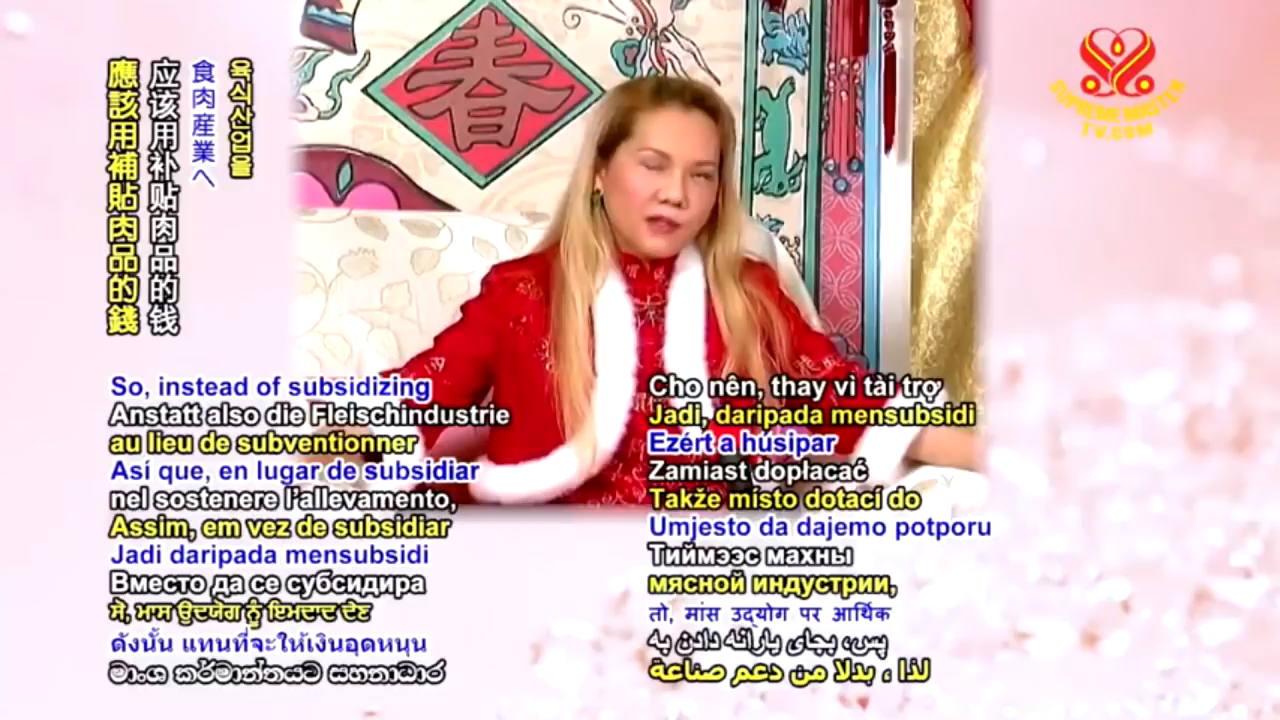 應該用補貼肉品的錢
应该用补贴肉品的钱
食肉産業へ
육식산업을
春
SUPREME MASTER
TV.COM
So, instead of subsidizing
Anstatt also die Fleischindustrie
au lieu de subventionner
Así que, en lugar de subsidiar
nel sostenere l'allevamento,
Assim, em vez de subsidiar
Jadi daripada mensubsidi
Вместо да се субсидира
ਸੋ, ਮਾਸ ਉਦਯੋਗ ਨੂੰ ਇਮਦਾਦ ਦੇਣ
ดังนั้น แทนที่จะให้เงินอุดหนุน
මාංශ කර්මාන්තයට සහනාධාර
Cho nên, thay vì tài trợ
Jadi, daripada mensubsidi
Ezért a húsipar
Zamiast dopłacać
Takže místo dotací do
Umjesto da dajemo potporu
Тиймээс махны
мясной индустрии,
तो, मांस उद्योग पर आर्थिक
پس، بجای یارانه دادن به
لذا ، بدلا من دعم صناعة